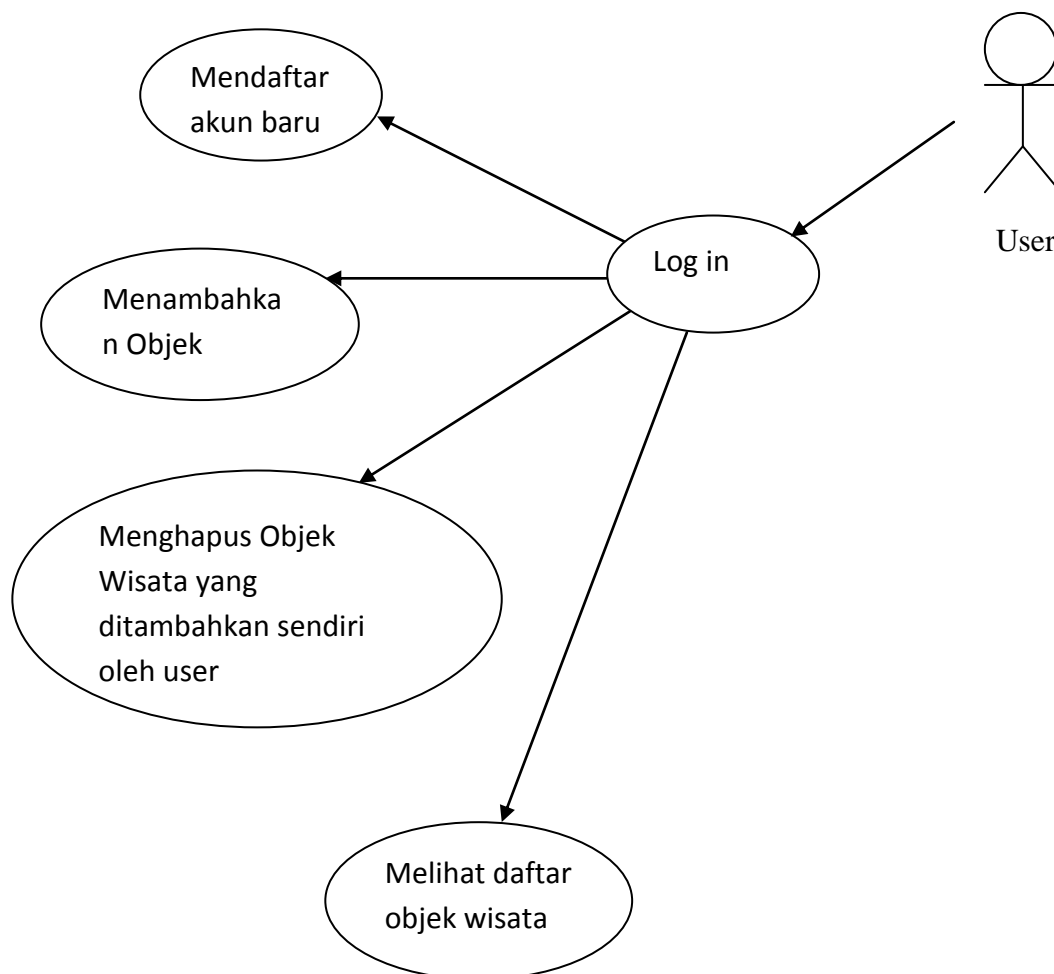 Mendaftar
akun baru
User
Log in
Menambahka
n Objek
Menghapus Objek
Wisata yang
ditambahkan sendiri
oleh user
Melihat daftar
objek wisata